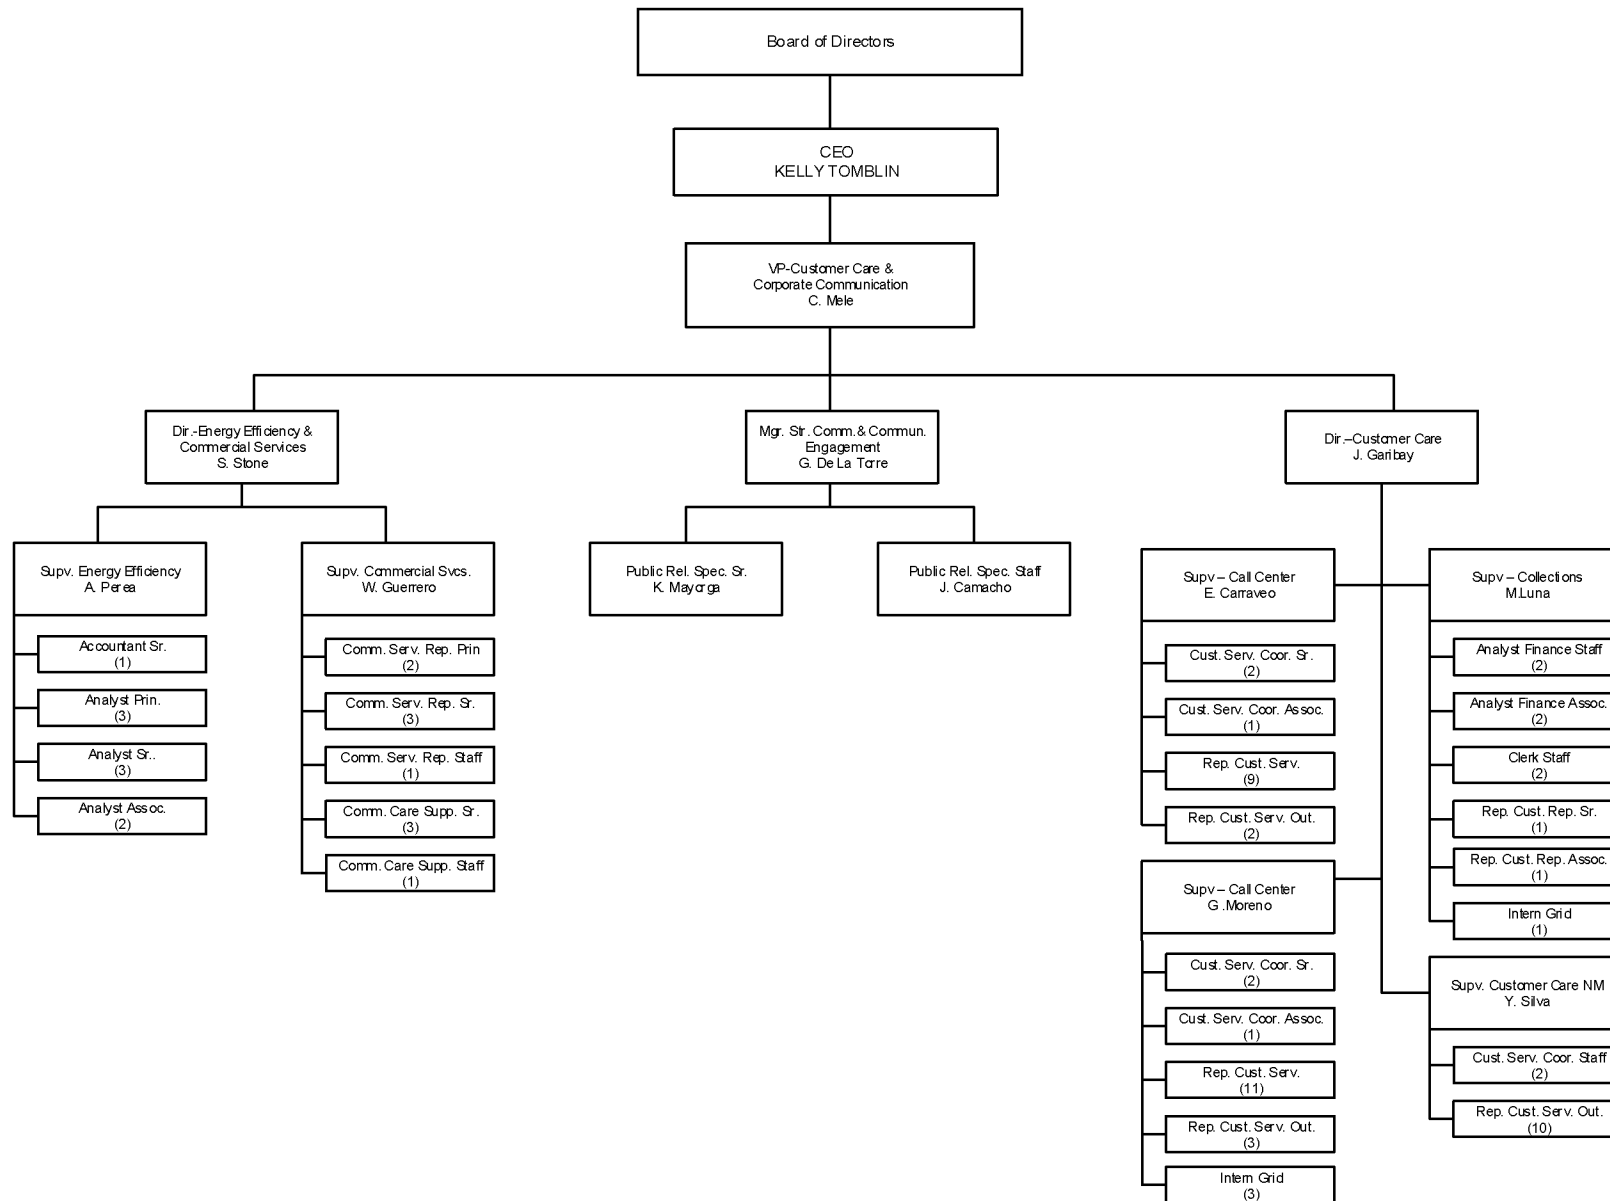 Board of Directors
CEO
KELLY TOMBLIN
VP-Customer Care &
Corporate Communication
C. Mele
Dir.-Energy Efficiency &
Commercial Services
S. Stone
Mgr. Str. Comm. & Commun.
Engagement
G. De La Torre
Dir.–Customer Care
J. Garibay
Supv. Energy Efficiency
A. Perea
Accountant Sr.
(1)
Analyst Prin.
(3)
Analyst Sr..
(3)
Analyst Assoc.
(2)
Supv. Commercial Svcs.
W. Guerrero
Comm. Serv. Rep. Prin
(2)
Comm. Serv. Rep. Sr.
(3)
Comm. Serv. Rep. Staff
(1)
Comm. Care Supp. Sr.
(3)
Comm. Care Supp. Staff
(1)
Public Rel. Spec. Sr.
K. Mayorga
Public Rel. Spec. Staff
J. Camacho
Supv – Call Center
E. Carraveo
Cust. Serv. Coor. Sr.
(2)
Cust. Serv. Coor. Assoc.
(1)
Rep. Cust. Serv.
(9)
Rep. Cust. Serv. Out.
(2)
Supv – Call Center
G .Moreno
Cust. Serv. Coor. Sr.
(2)
Cust. Serv. Coor. Assoc.
(1)
Rep. Cust. Serv.
(11)
Rep. Cust. Serv. Out.
(3)
Intern Grid
(3)
Supv – Collections
M.Luna
Analyst Finance Staff
(2)
Analyst Finance Assoc.
(2)
Clerk Staff
(2)
Rep. Cust. Rep. Sr.
(1)
Rep. Cust. Rep. Assoc.
(1)
Intern Grid
(1)
Supv. Customer Care NM
Y. Silva
Cust. Serv. Coor. Staff
(2)
Rep. Cust. Serv. Out.
(10)